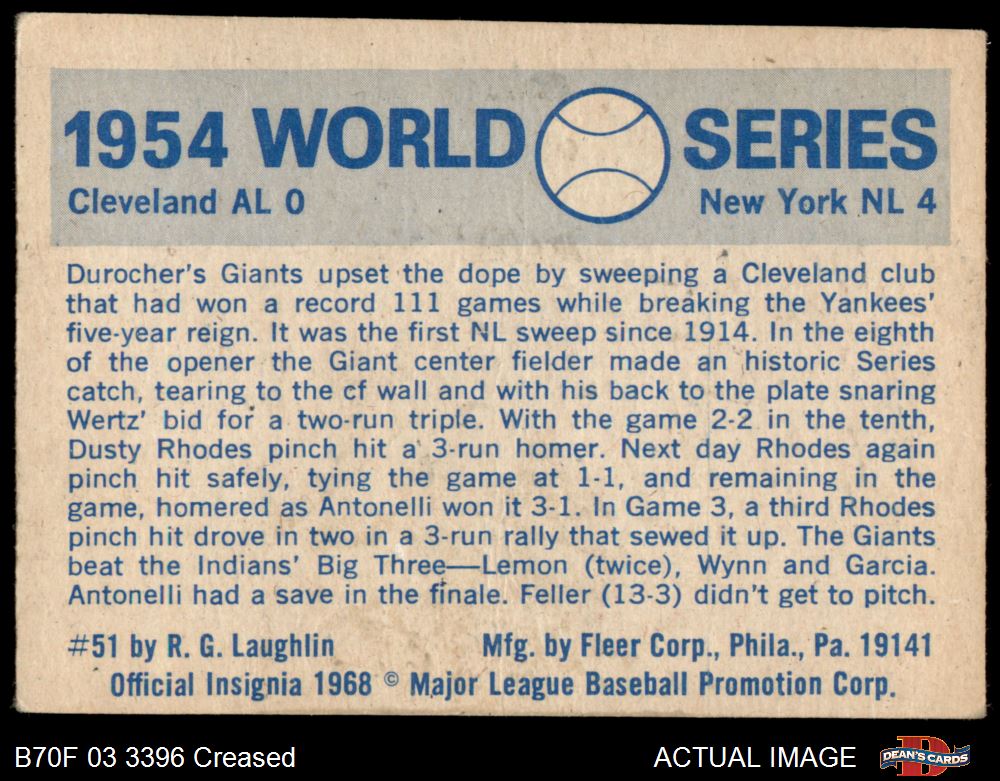 1954 WORLD SERIES
Cleveland AL 0 New York NL 4
Durocher's Giants upset the dope by sweeping a Cleveland club
that had won a record 111 games while breaking the Yankees'
five-year reign. It was the first NL sweep since 1914. In the eighth
of the opener the Giant center fielder made an historic Series
catch, tearing to the cf wall and with his back to the plate snaring
Wertz' bid for a two-run triple. With the game 2-2 in the tenth,
Dusty Rhodes pinch hit a 3-run homer. Next day Rhodes again
pinch hit safely, tying the game at 1-1, and remaining in the
game, homered as Antonelli won it 3-1. In Game 3, a third Rhodes
pinch hit drove in two in a 3-run rally that sewed it up. The Giants
beat the Indians' Big Three—Lemon (twice), Wynn and Garcia.
Antonelli had a save in the finale. Feller (13-3) didn't get to pitch.
#51 by R. G. Laughlin Mfg. by Fleer Corp., Phila., Pa. 19141
Official Insignia 1968 © Major League Baseball Promotion Corp.
B70F 03 3396 Creased ACTUAL IMAGE DEAN'S CARDS